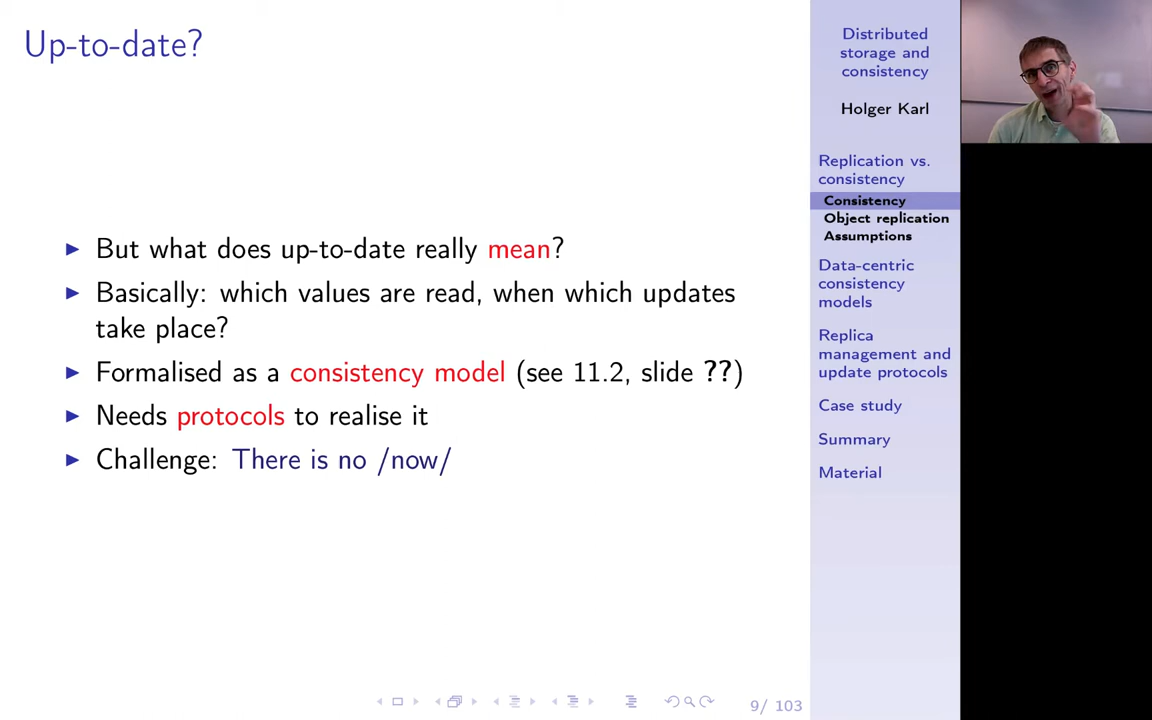 Up-to-date?
▶ But what does up-to-date really mean?
▶ Basically: which values are read, when which updates
take place?
▶ Formalised as a consistency model (see 11.2, slide ??)
▶ Needs protocols to realise it
▶ Challenge: There is no /now/
Distributed
storage and
consistency
Holger Karl
Replication vs.
consistency
Consistency
Object replication
Assumptions
Data-centric
consistency
models
Replica
management and
update protocols
Case study
Summary
Material
9/ 103